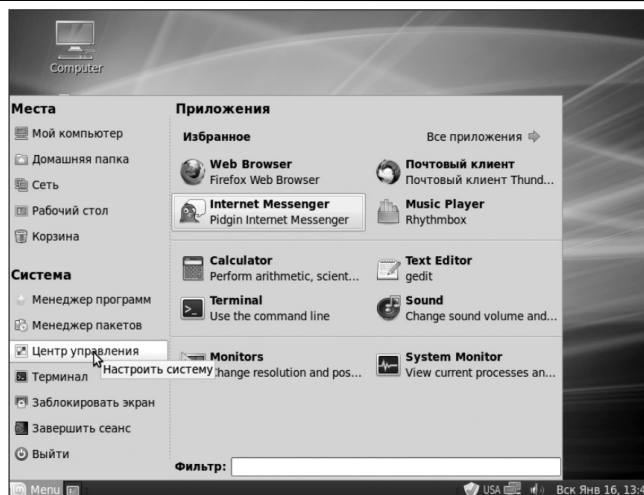 Computer
Места
Мой компьютер
Домашняя папка
Сеть
Рабочий стол
Корзина
Система
Менеджер программ
Менеджер пакетов
Центр управления
Настроить систему
Терминал
Заблокировать экран
Завершить сеанс
Выйти
Приложения
Избранное
Все приложения
Web Browser
Firefox Web Browser
Почтовый клиент
Почтовый клиент Thund...
Internet Messenger
Pidgin Internet Messenger
Music Player
Rhythmbox
Calculator
Perform arithmetic, scient...
Text Editor
gedit
Terminal
Use the command line
Sound
Change sound volume and...
Monitors
hange resolution and pos...
System Monitor
View current processes an...
Фильтр:
Menu
USA
Вск Янв 16, 13:4